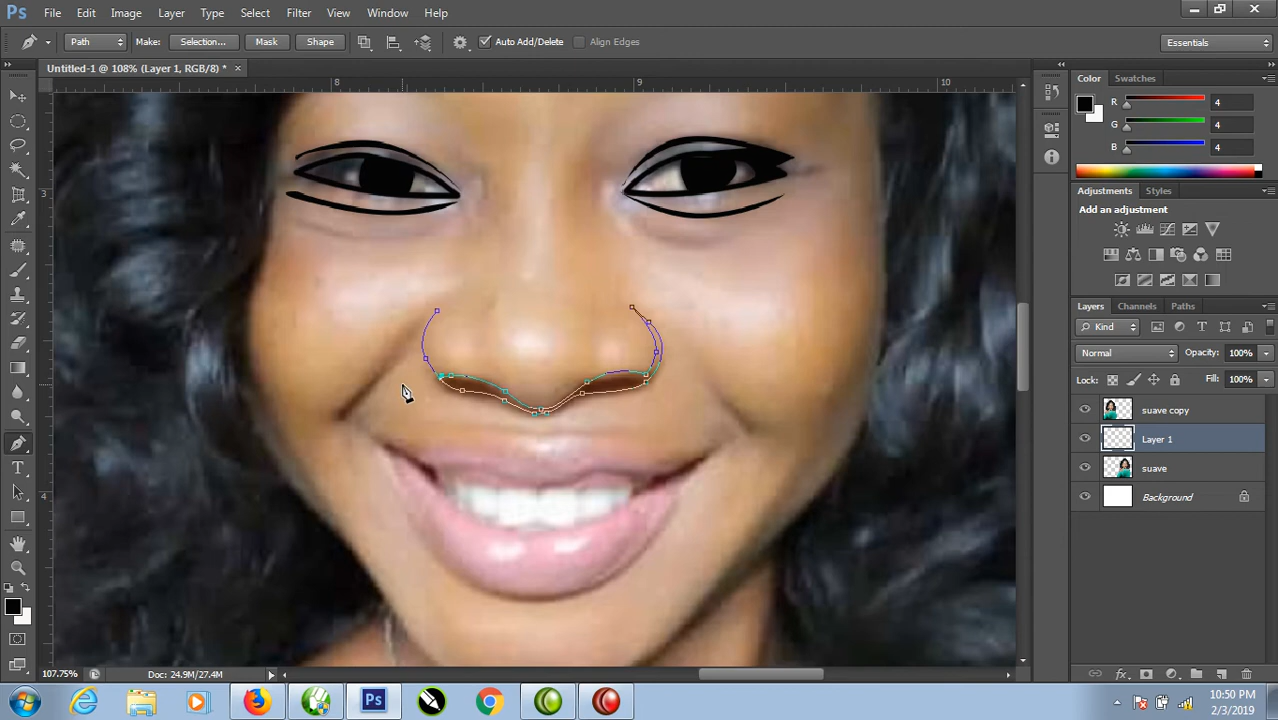 Ps File Edit Image Layer Type Select Filter View Window Help
Path Make: Selection... Mask Shape Auto Add/Delete Align Edges Essentials
Untitled-1 @ 108% (Layer 1, RGB/8) * ×
8 9 10
3
4
Color Swatches
R 4
G 4
B 4
Adjustments Styles
Add an adjustment
Layers Channels Paths
Kind
Normal Opacity: 100%
Lock: Fill: 100%
suave copy
Layer 1
suave
Background
107.75% Doc: 24.9M/27.4M
Ps
10:50 PM
2/3/2019